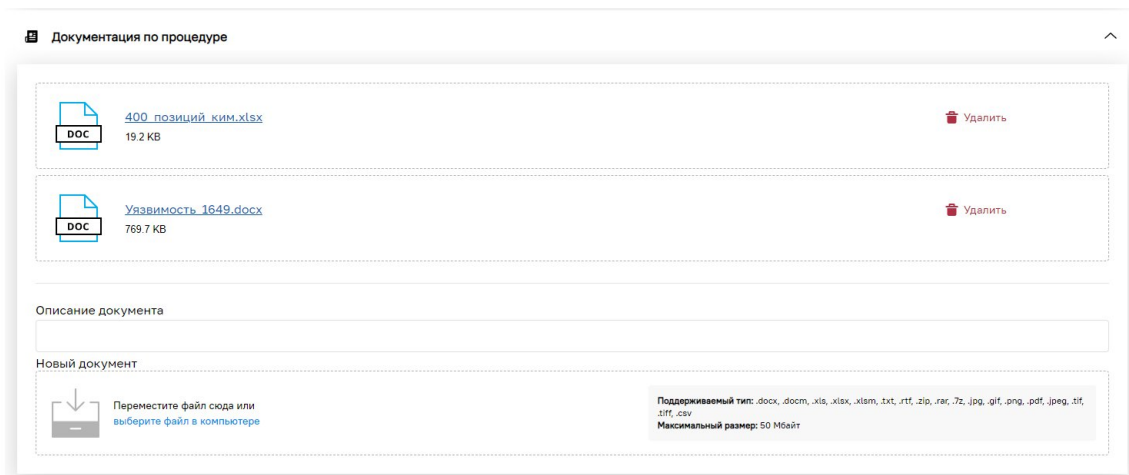 Документация по процедуре
400 позиций ким.xlsx
DOC
19.2 KB
Удалить
Уязвимость 1649.docx
DOC
769.7 KB
Удалить
Описание документа
Новый документ
Переместите файл сюда или
выберите файл в компьютере
Поддерживаемый тип: .docx, .docm, .xls, .xlsx, .xlsm, .txt, .rtf, .zip, .rar, .7z, .jpg, .gif, .png, .pdf, .jpeg, .tif,
.tiff, .csv
Максимальный размер: 50 Мбайт